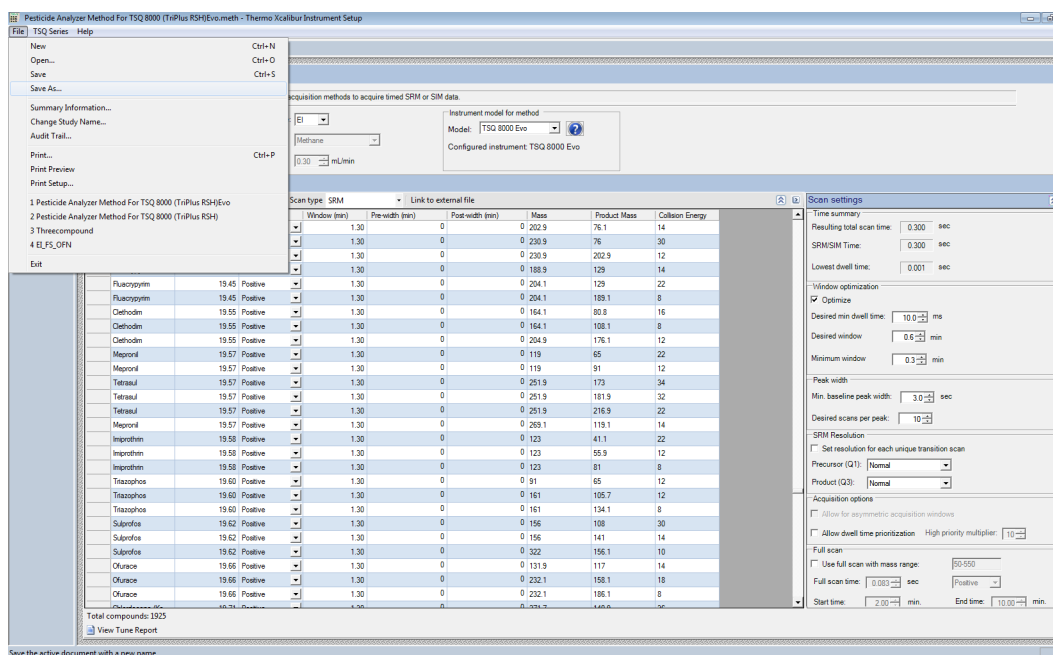 Pesticide Analyzer Method For TSQ 8000 (TriPlus RSH)Evo.meth - Thermo Xcalibur Instrument Setup
File TSQ Series Help
New Ctrl+N
Open... Ctrl+O
Save Ctrl+S
Save As...
Summary Information...
Change Study Name...
Audit Trail...
Print... Ctrl+P
Print Preview
Print Setup...
1 Pesticide Analyzer Method For TSQ 8000 (TriPlus RSH)Evo
2 Pesticide Analyzer Method For TSQ 8000 (TriPlus RSH)
3 Threecompound
4 EI_FS_OFN
Exit
acquisition methods to acquire timed SRM or SIM data.
EI
Methane
0.30 mL/min
Instrument model for method
Model: TSQ 8000 Evo
Configured instrument: TSQ 8000 Evo
Scan type SRM Link to external file
Window (min) Pre-width (min) Post-width (min) Mass Product Mass Collision Energy
1.30 0 0 202.9 76.1 14
1.30 0 0 230.9 76 30
1.30 0 0 230.9 202.9 12
1.30 0 0 188.9 129 14
Fluacrypyrim 19.45 Positive 1.30 0 0 204.1 129 22
Fluacrypyrim 19.45 Positive 1.30 0 0 204.1 189.1 8
Clethodim 19.55 Positive 1.30 0 0 164.1 80.8 16
Clethodim 19.55 Positive 1.30 0 0 164.1 108.1 8
Clethodim 19.55 Positive 1.30 0 0 204.9 176.1 12
Mepronil 19.57 Positive 1.30 0 0 119 65 22
Mepronil 19.57 Positive 1.30 0 0 119 91 12
Tetrasul 19.57 Positive 1.30 0 0 251.9 173 34
Tetrasul 19.57 Positive 1.30 0 0 251.9 181.9 32
Tetrasul 19.57 Positive 1.30 0 0 251.9 216.9 22
Mepronil 19.57 Positive 1.30 0 0 269.1 119.1 14
Imiprothrin 19.58 Positive 1.30 0 0 123 41.1 22
Imiprothrin 19.58 Positive 1.30 0 0 123 55.9 12
Imiprothrin 19.58 Positive 1.30 0 0 123 81 8
Triazophos 19.60 Positive 1.30 0 0 91 65 12
Triazophos 19.60 Positive 1.30 0 0 161 105.7 12
Triazophos 19.60 Positive 1.30 0 0 161 134.1 8
Sulprofos 19.62 Positive 1.30 0 0 156 108 30
Sulprofos 19.62 Positive 1.30 0 0 156 141 14
Sulprofos 19.62 Positive 1.30 0 0 322 156.1 10
Ofurace 19.66 Positive 1.30 0 0 131.9 117 14
Ofurace 19.66 Positive 1.30 0 0 232.1 158.1 18
Ofurace 19.66 Positive 1.30 0 0 232.1 186.1 8
Total compounds: 1925
View Tune Report
Scan settings
Time summary
Resulting total scan time: 0.300 sec
SRM/SIM Time: 0.300 sec
Lowest dwell time: 0.001 sec
Window optimization
Optimize
Desired min dwell time: 10.0 ms
Desired window 0.6 min
Minimum window 0.3 min
Peak width
Min. baseline peak width: 3.0 sec
Desired scans per peak: 10
SRM Resolution
Set resolution for each unique transition scan
Precursor (Q1): Normal
Product (Q3): Normal
Acquisition options
Allow for asymmetric acquisition windows
Allow dwell time prioritization High priority multiplier: 10
Full scan
Use full scan with mass range: 50-550
Full scan time: 0.083 sec Positive
Start time: 2.00 min. End time: 10.00 min.
Save the active document with a new name